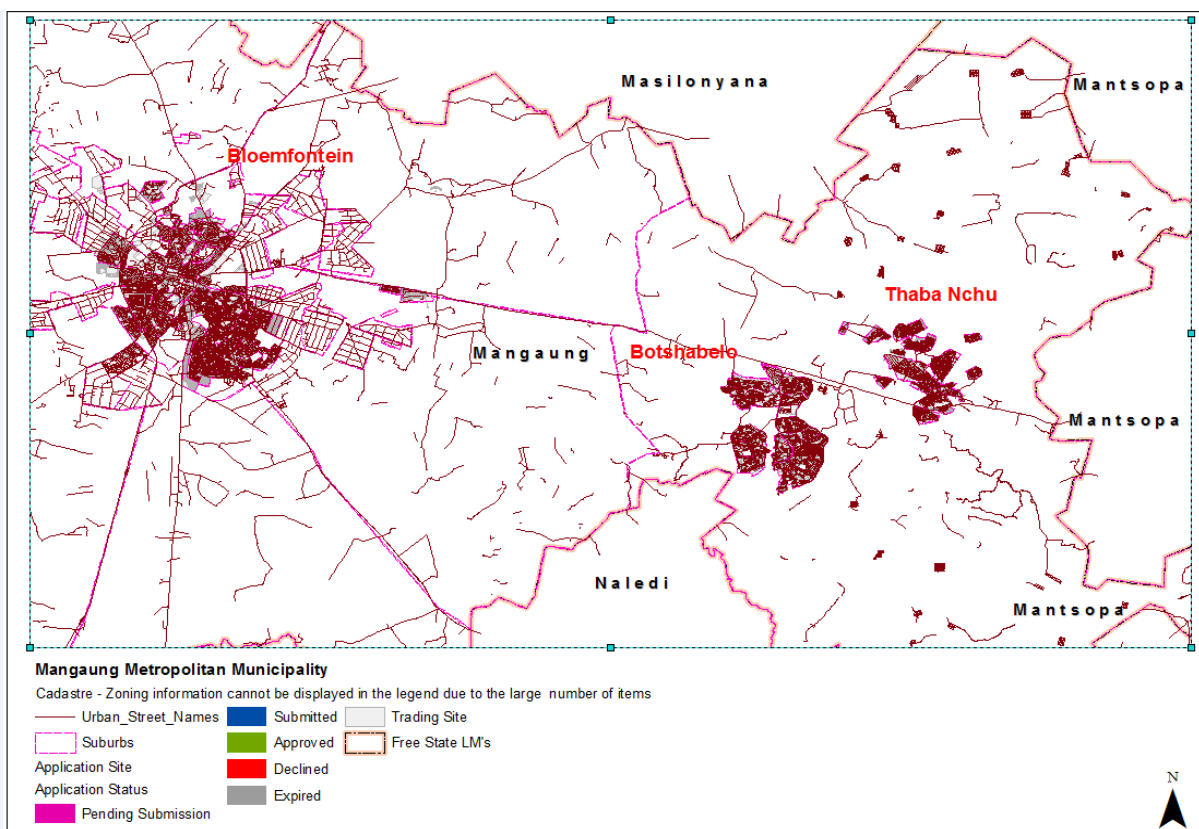 Masilonyana
Mantsopa
Bloemfontein
Thaba Nchu
Mangaung
Botshabelo
Mantsopa
Naledi
Mantsopa
Mangaung Metropolitan Municipality
Cadastre - Zoning information cannot be displayed in the legend due to the large number of items
Urban_Street_Names
Submitted
Trading Site
Suburbs
Approved
Free State LM's
Application Site
Declined
Application Status
Expired
Pending Submission
N